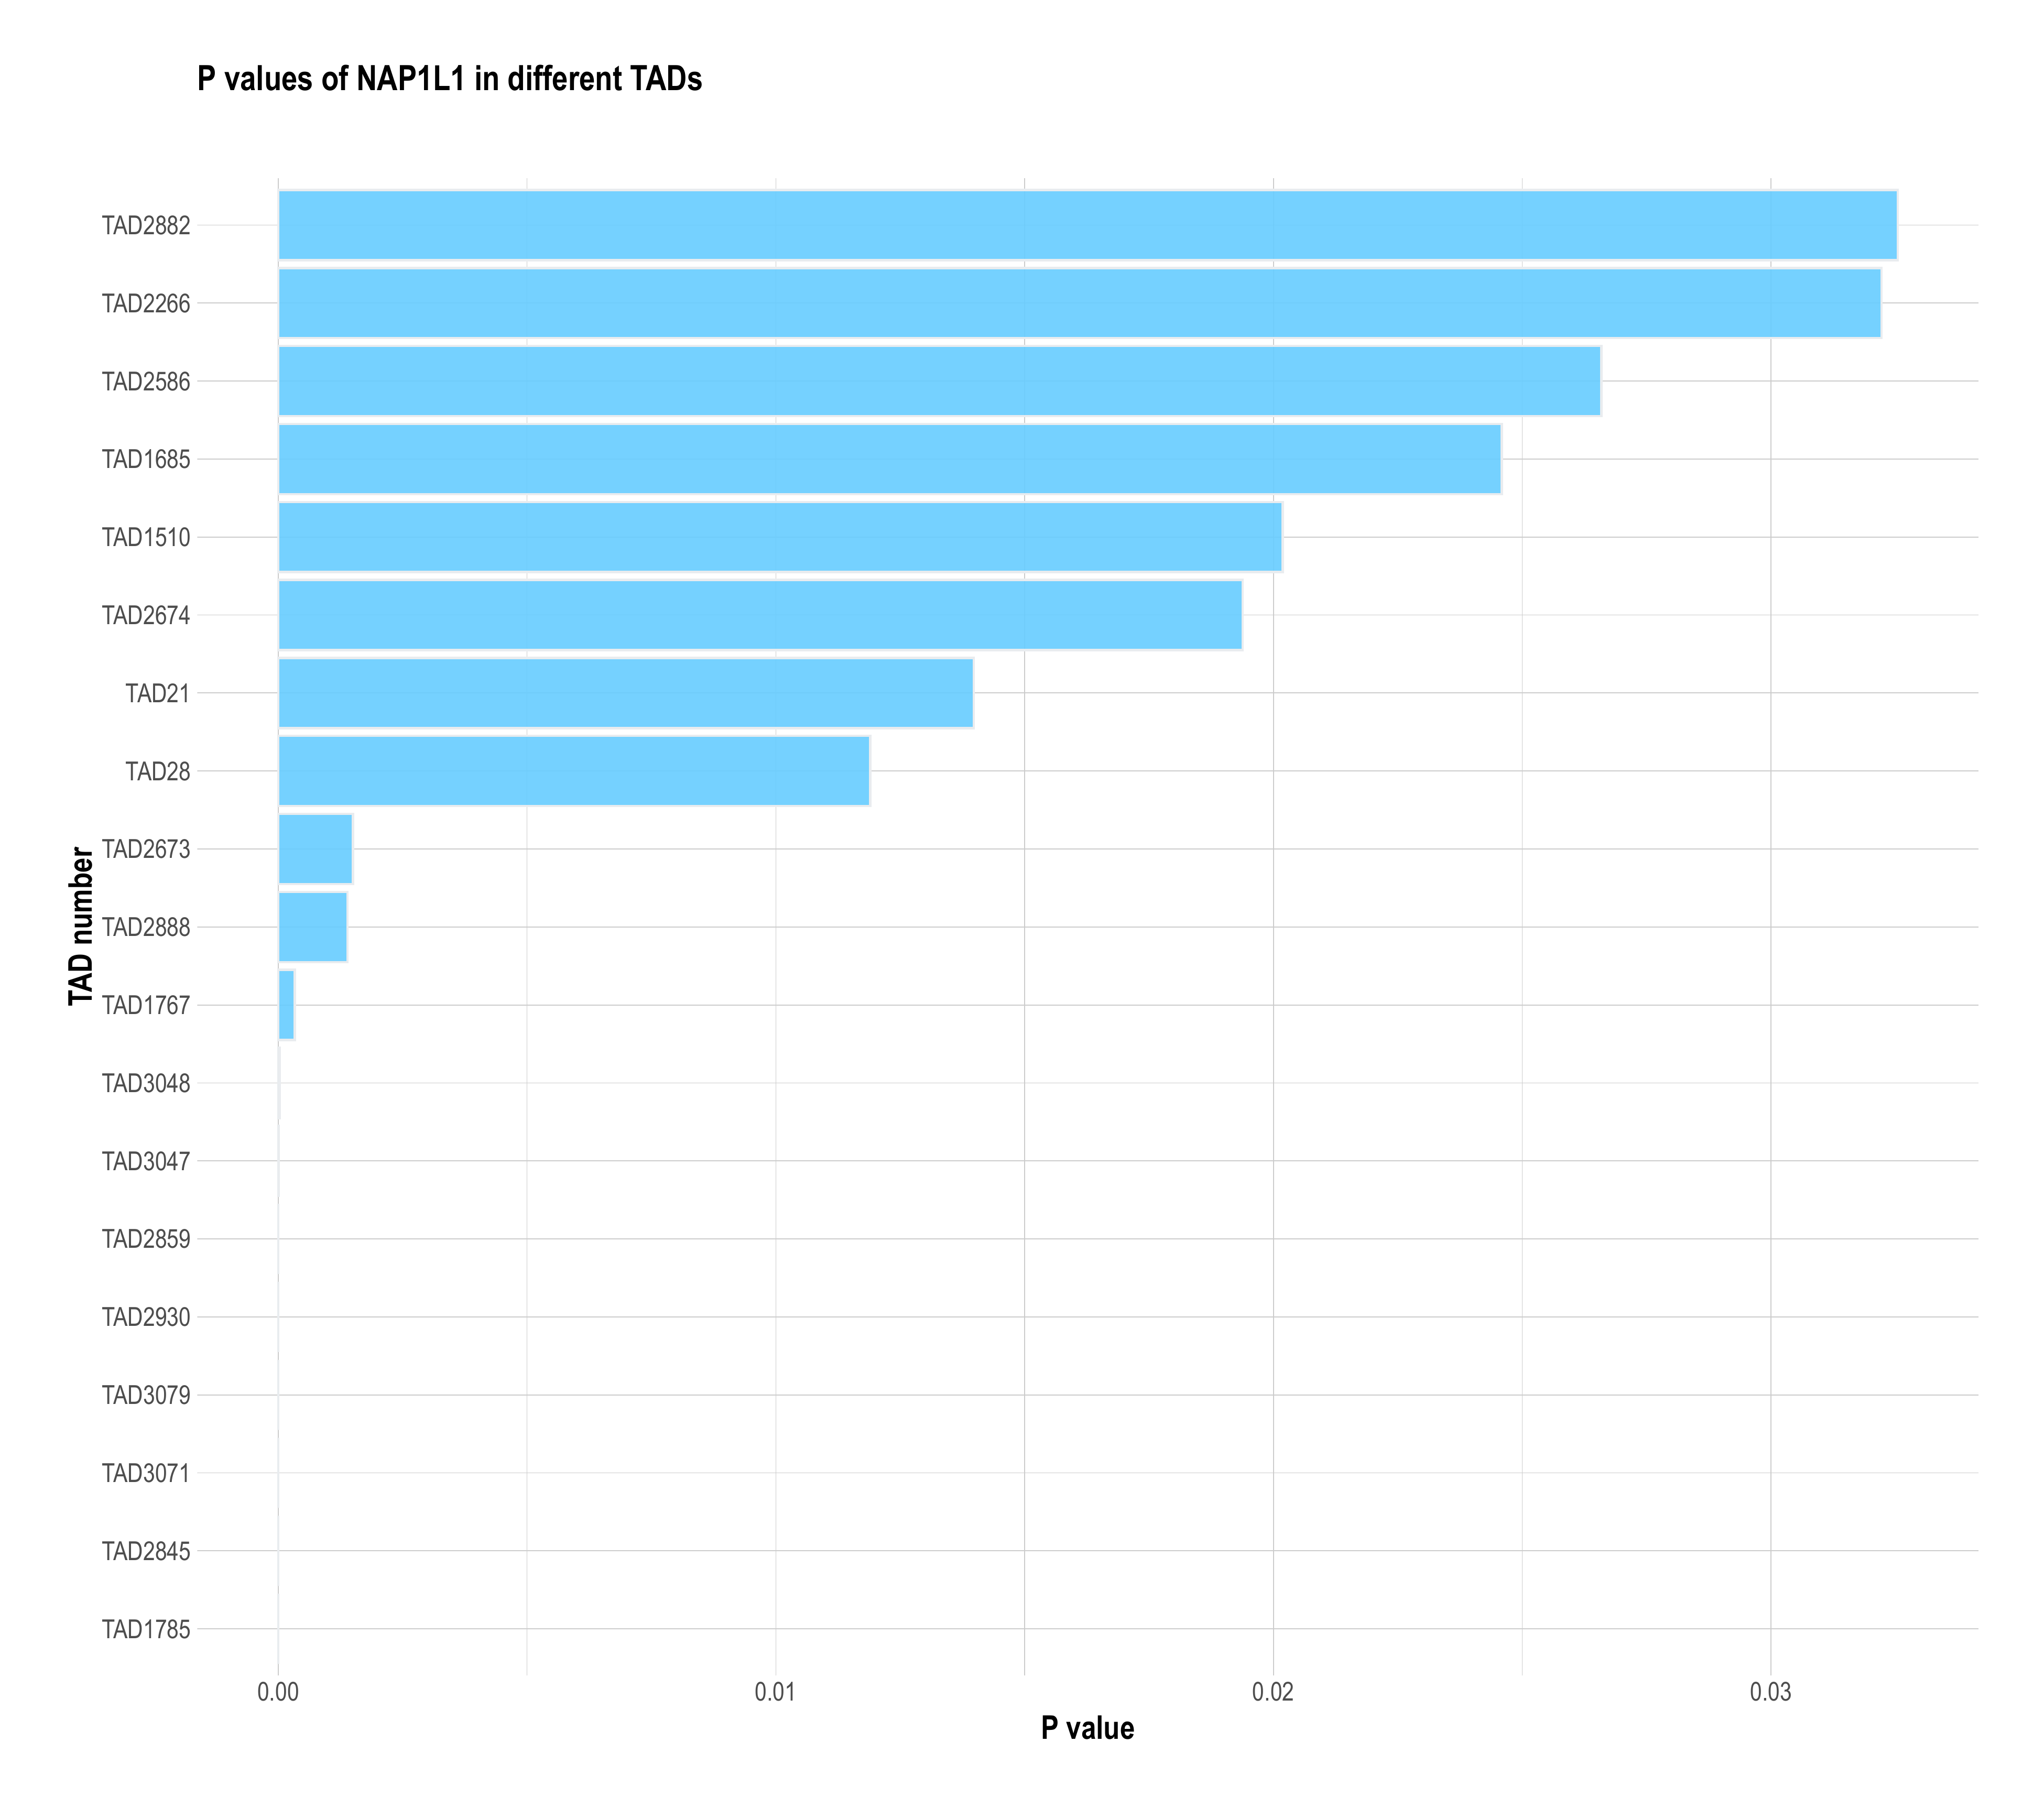 P values of NAP1L1 in different TADs
TAD number
TAD2882
TAD2266
TAD2586
TAD1685
TAD1510
TAD2674
TAD21
TAD28
TAD2673
TAD2888
TAD1767
TAD3048
TAD3047
TAD2859
TAD2930
TAD3079
TAD3071
TAD2845
TAD1785
0.00 0.01 0.02 0.03
P value